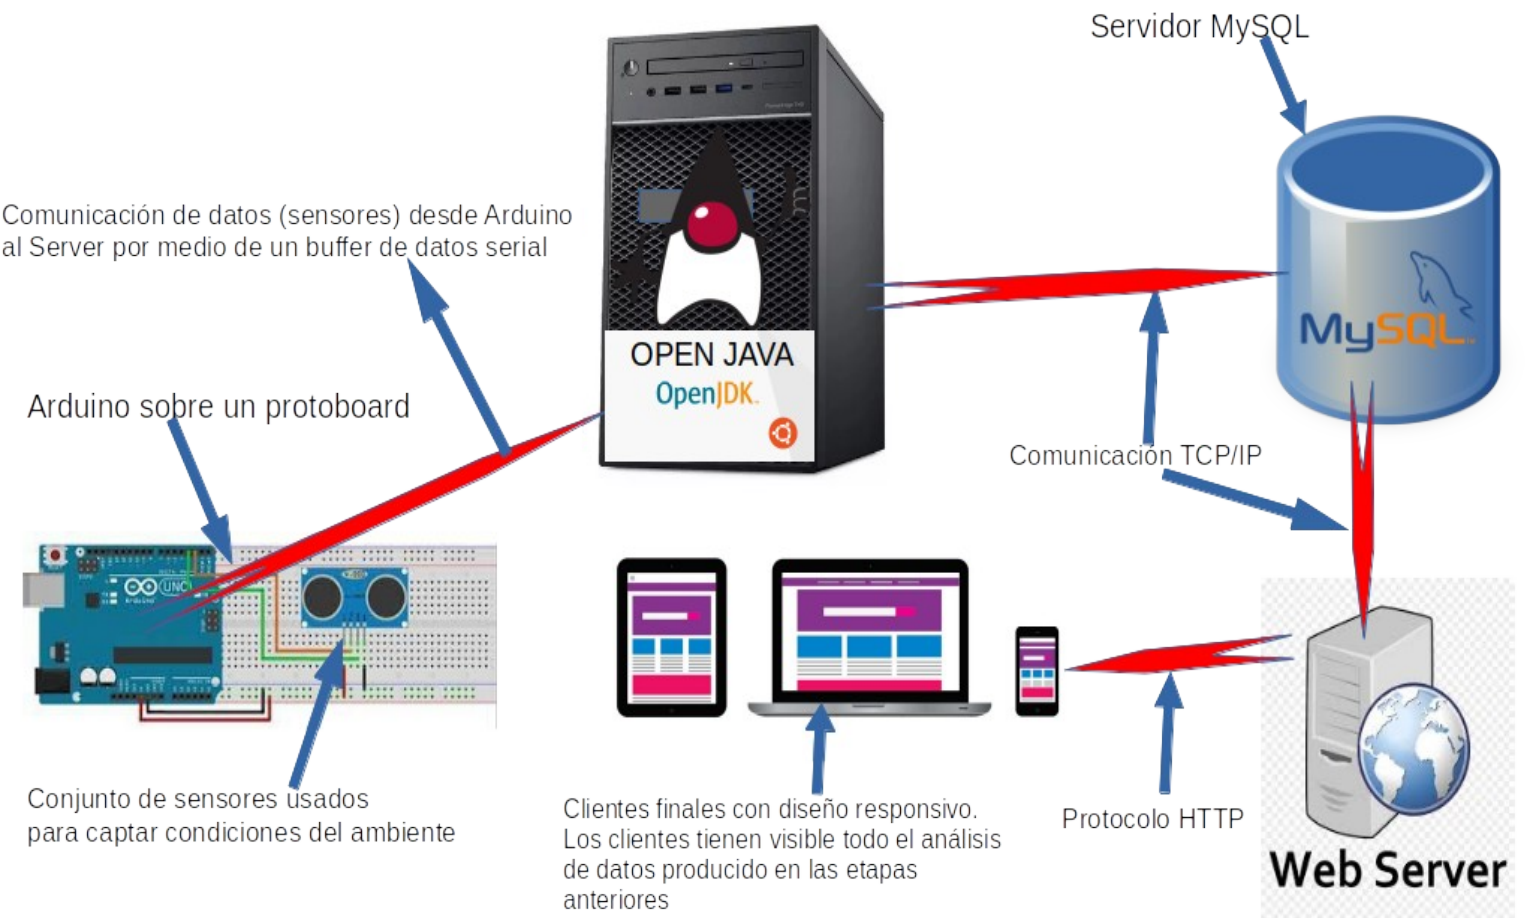 Servidor MySQL
Comunicación de datos (sensores) desde Arduino
al Server por medio de un buffer de datos serial
OPEN JAVA
OpenJDK
MySQL
Arduino sobre un protoboard
Comunicación TCP/IP
UNO
Conjunto de sensores usados
para captar condiciones del ambiente
Clientes finales con diseño responsivo.
Los clientes tienen visible todo el análisis
de datos producido en las etapas
anteriores
Protocolo HTTP
Web Server